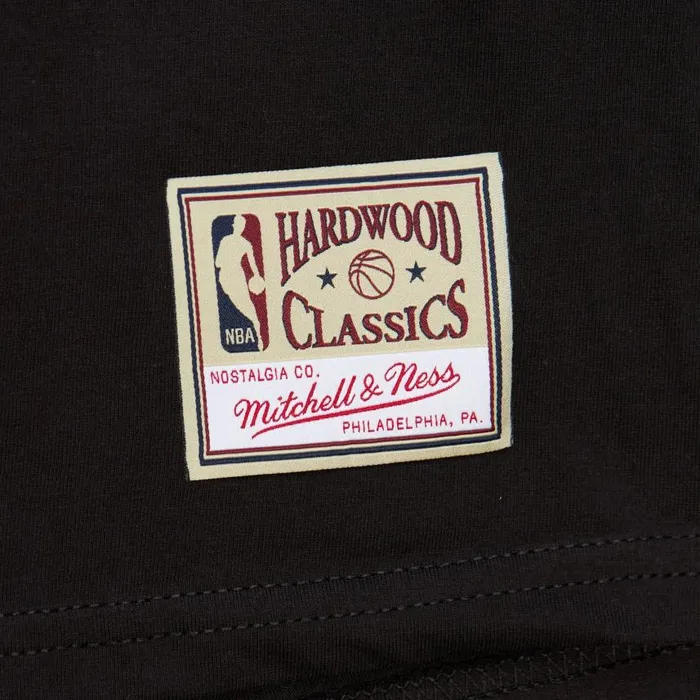 HARDWOOD
CLASSICS
NBA
NOSTALGIA CO.
Mitchell & Ness
PHILADELPHIA, PA.